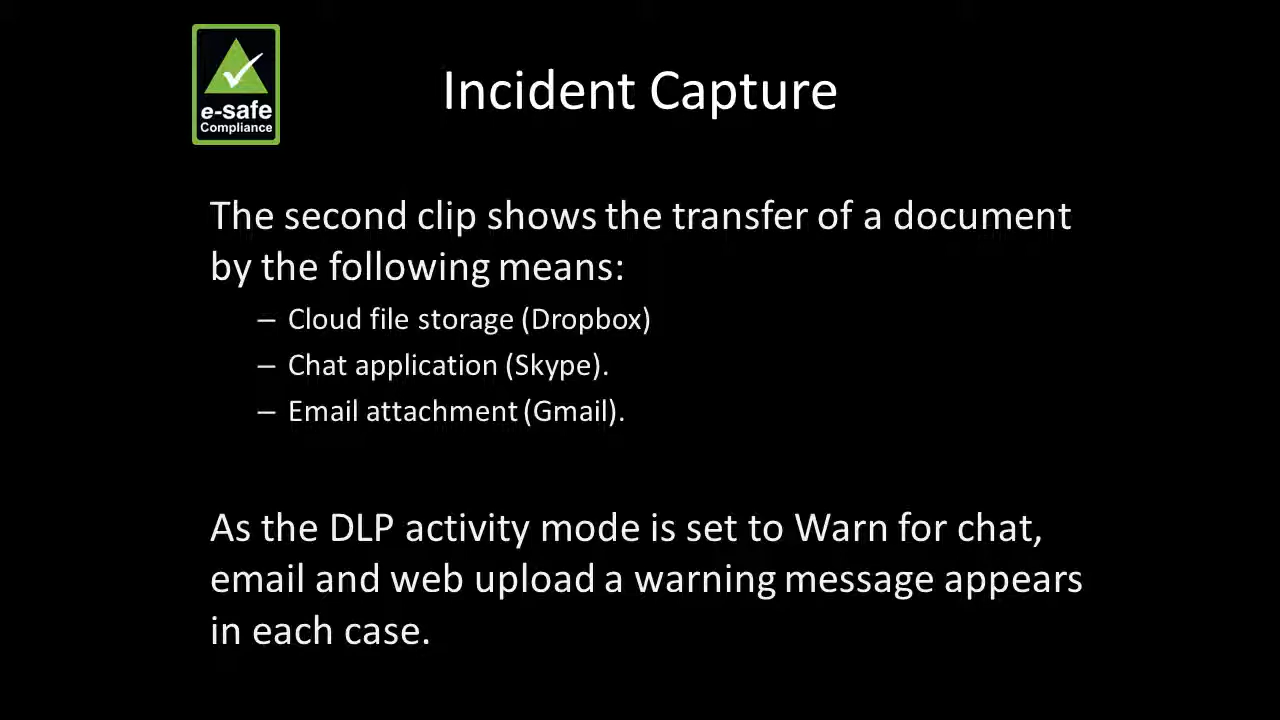 e-safe
Compliance
Incident Capture
The second clip shows the transfer of a document
by the following means:
– Cloud file storage (Dropbox)
– Chat application (Skype).
– Email attachment (Gmail).
As the DLP activity mode is set to Warn for chat,
email and web upload a warning message appears
in each case.